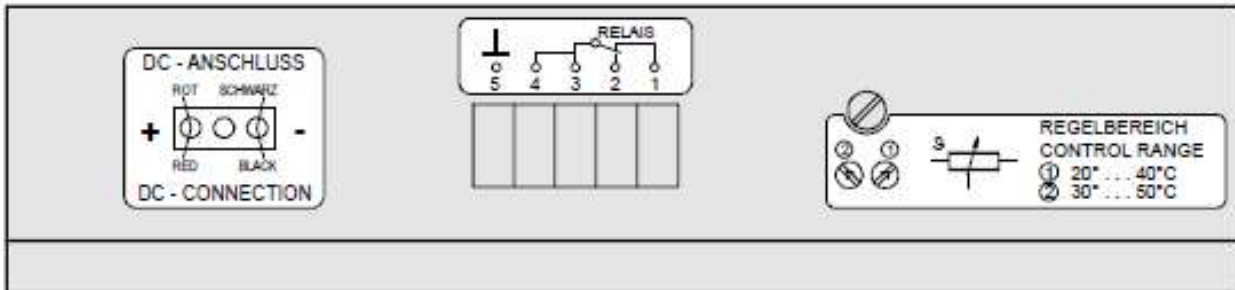 DC - ANSCHLUSS
ROT SCHWARZ
+ -
RED BLACK
DC - CONNECTION
RELAIS
5 4 3 2 1
② ①
ϑ
REGELBEREICH
CONTROL RANGE
① 20° . . . 40°C
② 30° . . . 50°C